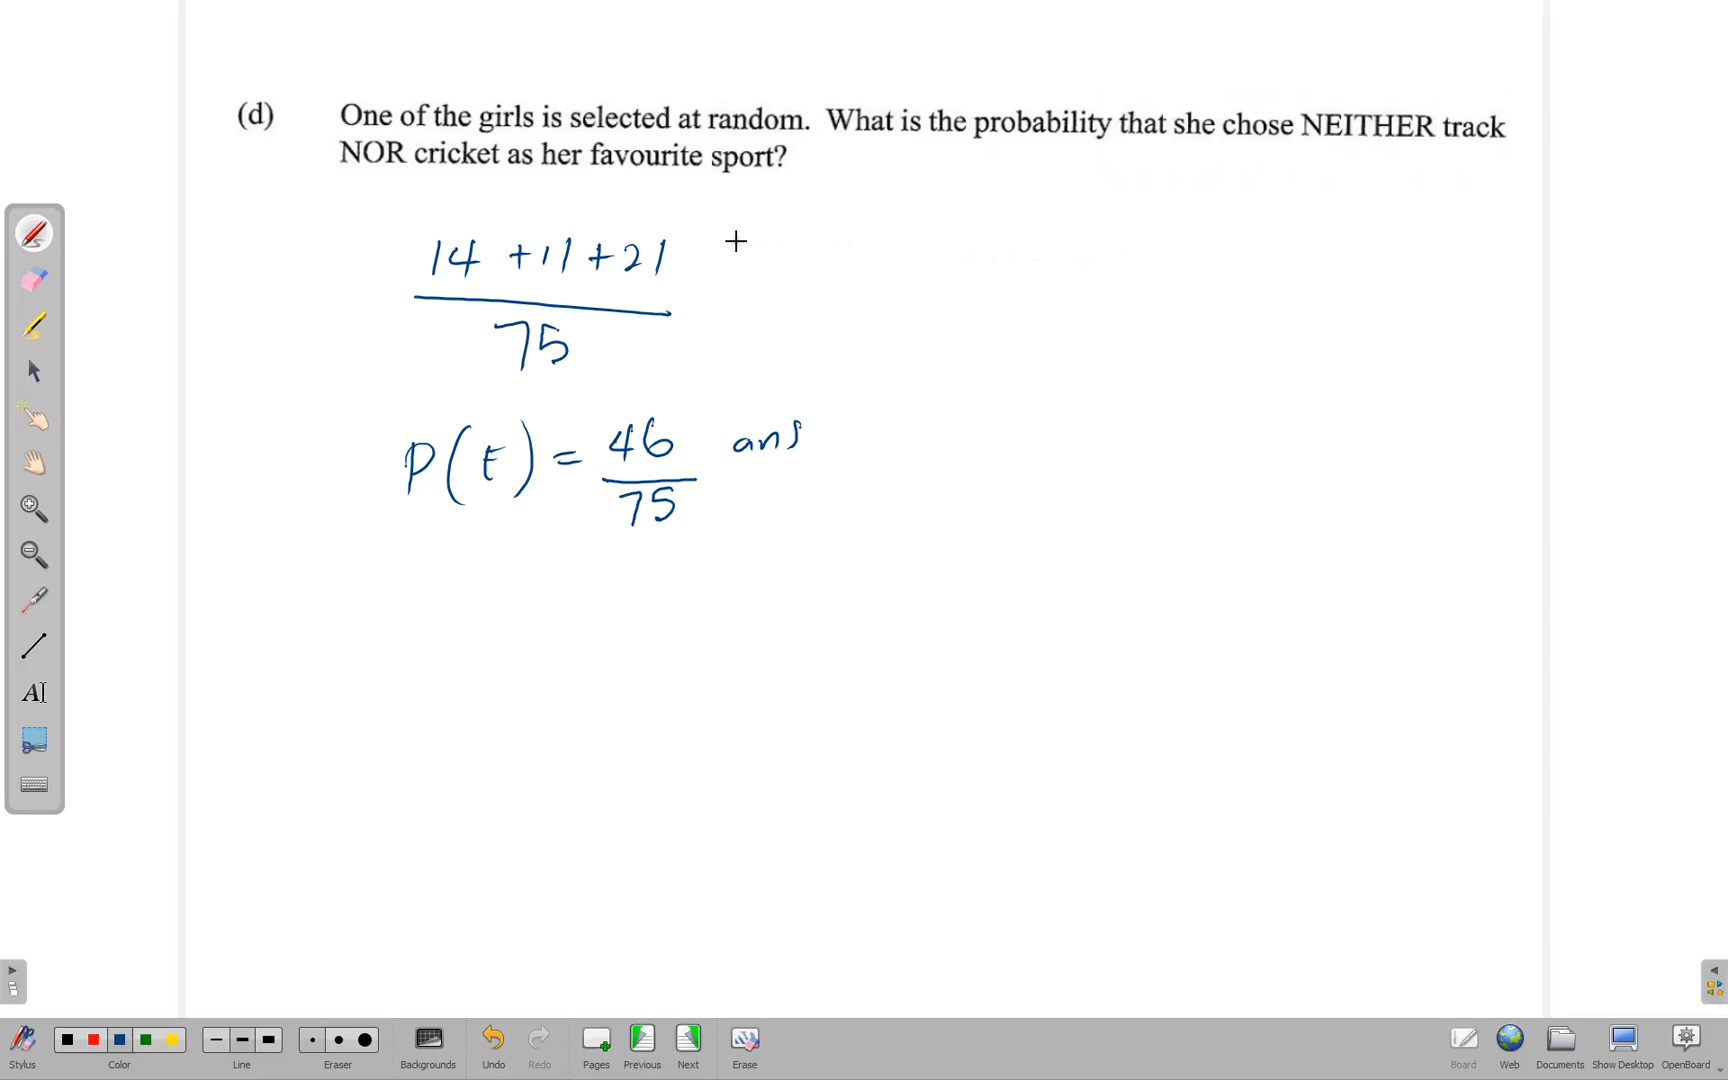 (d) One of the girls is selected at random. What is the probability that she chose NEITHER track
NOR cricket as her favourite sport?
14 + 11 + 21
75
P(t) = 46 ans
75
A
Stylus
Color
Line
Eraser
Backgrounds
Undo
Redo
Pages
Previous
Next
Erase
Board
Web
Documents
Show Desktop
OpenBoard